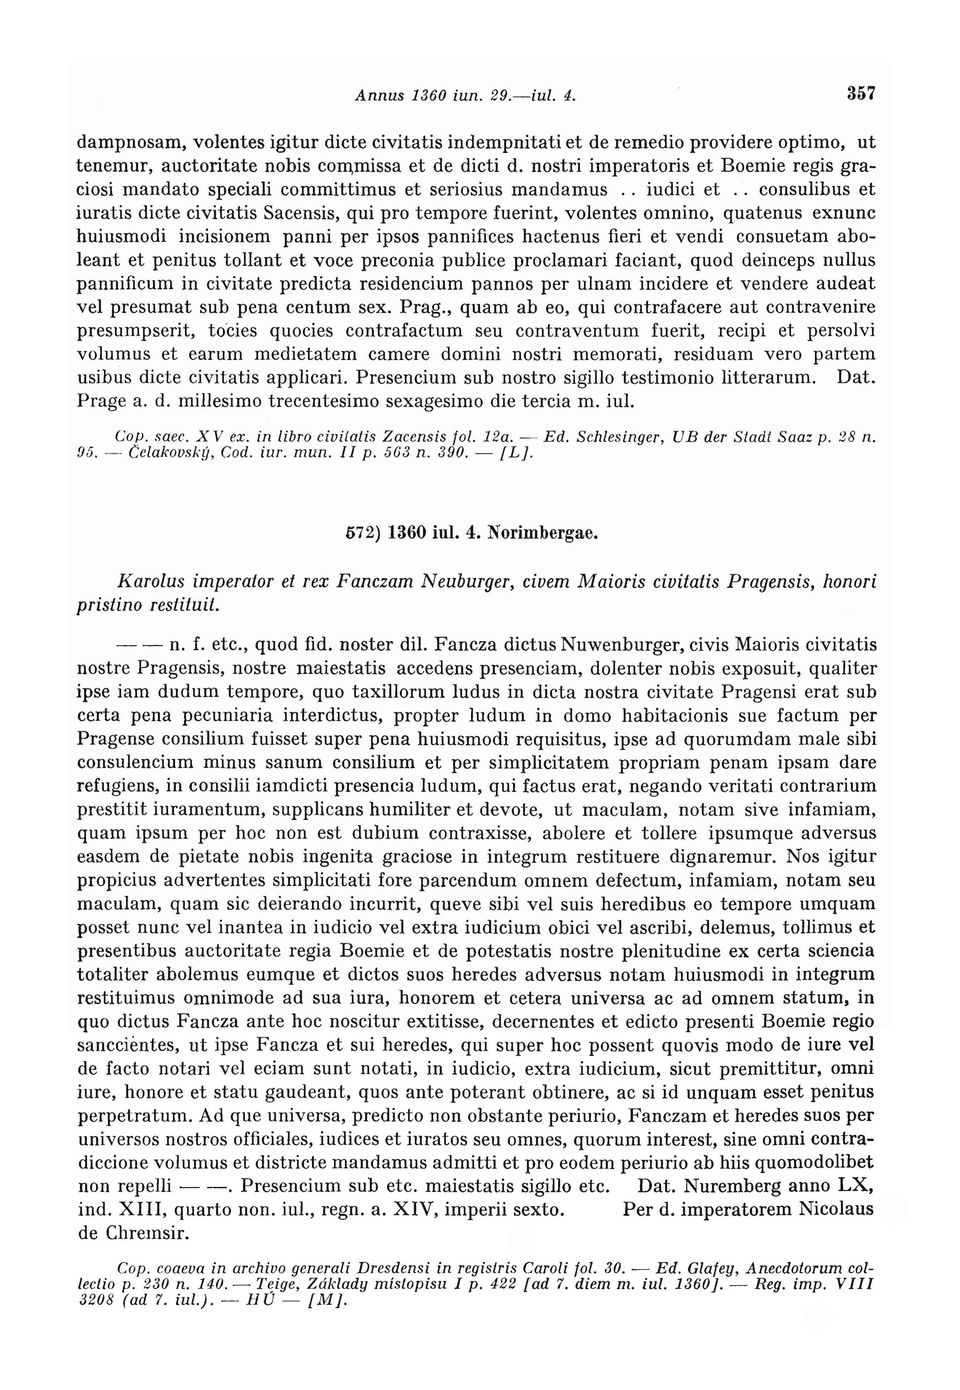 Annus 1360 iun. 29.—iul. 4. 357
dampnosam, volentes igitur dicte civitatis indempnitati et de remedio providere optimo, ut
tenemur, auctoritate nobis commissa et de dicti d. nostri imperatoris et Boemie regis gra-
ciosi mandato speciali committimus et seriosius mandamus . . iudici et . . consulibus et
iuratis dicte civitatis Sacensis, qui pro tempore fuerint, volentes omnino, quatenus exnunc
huiusmodi incisionem panni per ipsos pannifices hactenus fieri et vendi consuetam abo-
leant et penitus tollant et voce preconia publice proclamari faciant, quod deinceps nullus
pannificum in civitate predicta residencium pannos per ulnam incidere et vendere audeat
vel presumat sub pena centum sex. Prag., quam ab eo, qui contrafacere aut contravenire
presumpserit, tocies quocies contrafactum seu contraventum fuerit, recipi et persolvi
volumus et earum medietatem camere domini nostri memorati, residuam vero partem
usibus dicte civitatis applicari. Presencium sub nostro sigillo testimonio litterarum. Dat.
Prage a. d. millesimo trecentesimo sexagesimo die tercia m. iul.
Cop. saec. XV ex. in libro civitatis Zacensis fol. 12a. — Ed. Schlesinger, UB der Stadt Saaz p. 28 n.
95. — Čelakovský, Cod. iur. mun. II p. 563 n. 390. — [L].
572) 1360 iul. 4. Norimbergae.
Karolus imperator et rex Fanczam Neuburger, civem Maioris civitatis Pragensis, honori
pristino restituit.
— — n. f. etc., quod fid. noster dil. Fancza dictus Nuwenburger, civis Maioris civitatis
nostre Pragensis, nostre maiestatis accedens presenciam, dolenter nobis exposuit, qualiter
ipse iam dudum tempore, quo taxillorum ludus in dicta nostra civitate Pragensi erat sub
certa pena pecuniaria interdictus, propter ludum in domo habitacionis sue factum per
Pragense consilium fuisset super pena huiusmodi requisitus, ipse ad quorumdam male sibi
consulencium minus sanum consilium et per simplicitatem propriam penam ipsam dare
refugiens, in consilii iamdicti presencia ludum, qui factus erat, negando veritati contrarium
prestitit iuramentum, supplicans humiliter et devote, ut maculam, notam sive infamiam,
quam ipsum per hoc non est dubium contraxisse, abolere et tollere ipsumque adversus
easdem de pietate nobis ingenita graciose in integrum restituere dignaremur. Nos igitur
propicius advertentes simplicitati fore parcendum omnem defectum, infamiam, notam seu
maculam, quam sic deierando incurrit, queve sibi vel suis heredibus eo tempore umquam
posset nunc vel inantea in iudicio vel extra iudicium obici vel ascribi, delemus, tollimus et
presentibus auctoritate regia Boemie et de potestatis nostre plenitudine ex certa sciencia
totaliter abolemus eumque et dictos suos heredes adversus notam huiusmodi in integrum
restituimus omnimode ad sua iura, honorem et cetera universa ac ad omnem statum, in
quo dictus Fancza ante hoc noscitur extitisse, decernentes et edicto presenti Boemie regio
sanccientes, ut ipse Fancza et sui heredes, qui super hoc possent quovis modo de iure vel
de facto notari vel eciam sunt notati, in iudicio, extra iudicium, sicut premittitur, omni
iure, honore et statu gaudeant, quos ante poterant obtinere, ac si id unquam esset penitus
perpetratum. Ad que universa, predicto non obstante periurio, Fanczam et heredes suos per
universos nostros officiales, iudices et iuratos seu omnes, quorum interest, sine omni contra-
diccione volumus et districte mandamus admitti et pro eodem periurio ab hiis quomodolibet
non repelli — —. Presencium sub etc. maiestatis sigillo etc. Dat. Nuremberg anno LX,
ind. XIII, quarto non. iul., regn. a. XIV, imperii sexto. Per d. imperatorem Nicolaus
de Chremsir.
Cop. coaeva in archivo generali Dresdensi in registris Caroli fol. 30. — Ed. Glafey, Anecdotorum col-
lectio p. 230 n. 140. — Teige, Základy místopisu I p. 422 [ad 7. diem m. iul. 1360]. — Reg. imp. VIII
3208 (ad 7. iul.). — HÚ — [M].